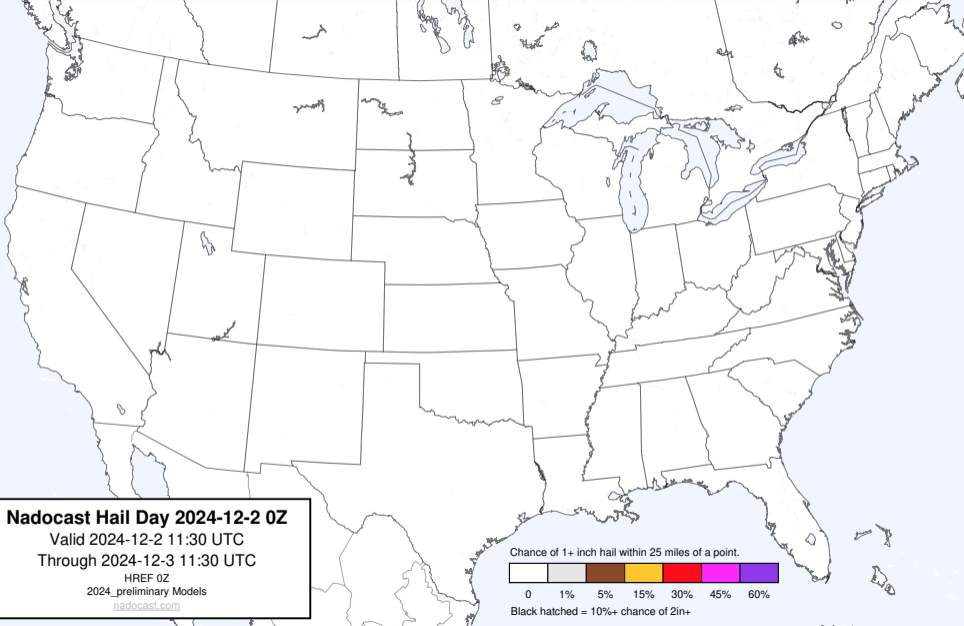 Nadocast Hail Day 2024-12-2 0Z
Valid 2024-12-2 11:30 UTC
Through 2024-12-3 11:30 UTC
HREF 0Z
2024_preliminary Models
nadocast.com
Chance of 1+ inch hail within 25 miles of a point.
0 1% 5% 15% 30% 45% 60%
Black hatched = 10%+ chance of 2in+